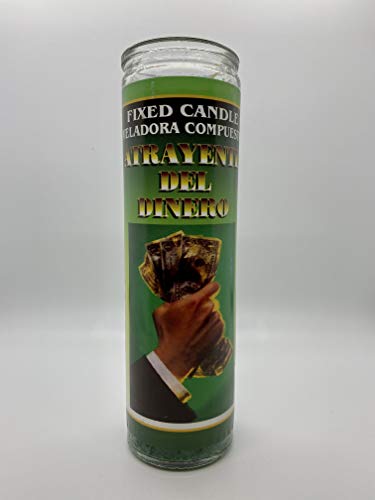 FIXED CANDLE
VELADORA COMPUEST
ATRAYENTE
DEL
DINERO